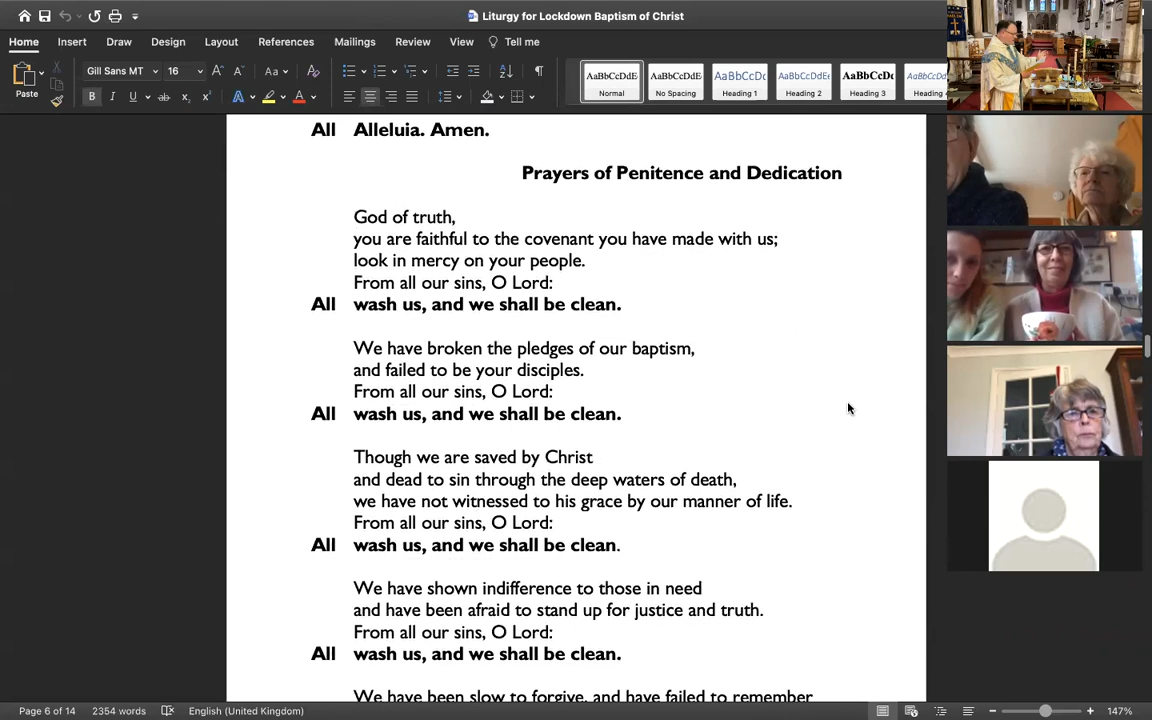 Liturgy for Lockdown Baptism of Christ
Home Insert Draw Design Layout References Mailings Review View Tell me
Paste
Gill Sans MT 16
AaBbCcDdE AaBbCcDdE AaBbCcDc AaBbCcDdEe AaBbCcDc AaBbCcDdE
Normal No Spacing Heading 1 Heading 2 Heading 3 Heading
All Alleluia. Amen.
Prayers of Penitence and Dedication
God of truth,
you are faithful to the covenant you have made with us;
look in mercy on your people.
From all our sins, O Lord:
All wash us, and we shall be clean.
We have broken the pledges of our baptism,
and failed to be your disciples.
From all our sins, O Lord:
All wash us, and we shall be clean.
Though we are saved by Christ
and dead to sin through the deep waters of death,
we have not witnessed to his grace by our manner of life.
From all our sins, O Lord:
All wash us, and we shall be clean.
We have shown indifference to those in need
and have been afraid to stand up for justice and truth.
From all our sins, O Lord:
All wash us, and we shall be clean.
We have been slow to forgive, and have failed to remember
Page 6 of 14 2354 words English (United Kingdom) 147%